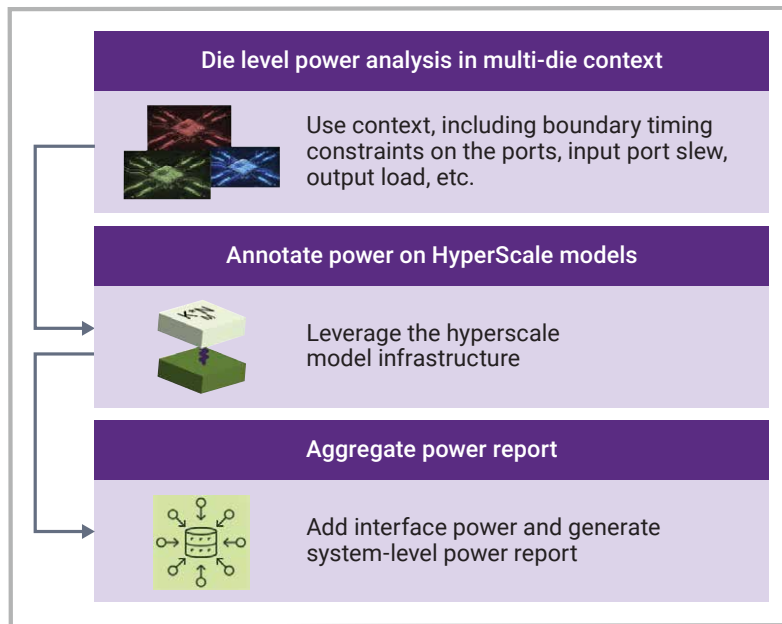 Die level power analysis in multi-die context
Use context, including boundary timing
constraints on the ports, input port slew,
output load, etc.
Annotate power on HyperScale models
Leverage the hyperscale
model infrastructure
Aggregate power report
Add interface power and generate
system-level power report